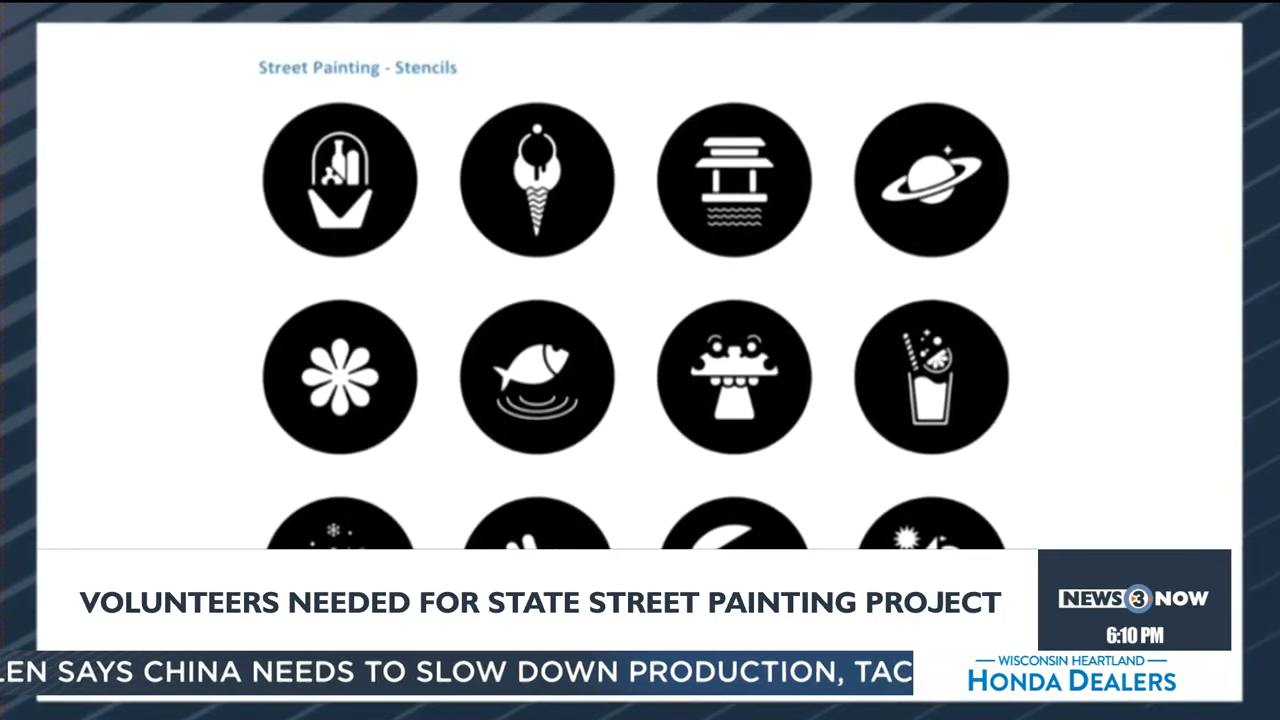 Street Painting - Stencils
VOLUNTEERS NEEDED FOR STATE STREET PAINTING PROJECT
NEWS 3 NOW
6:10 PM
LEN SAYS CHINA NEEDS TO SLOW DOWN PRODUCTION, TAC
WISCONSIN HEARTLAND
HONDA DEALERS